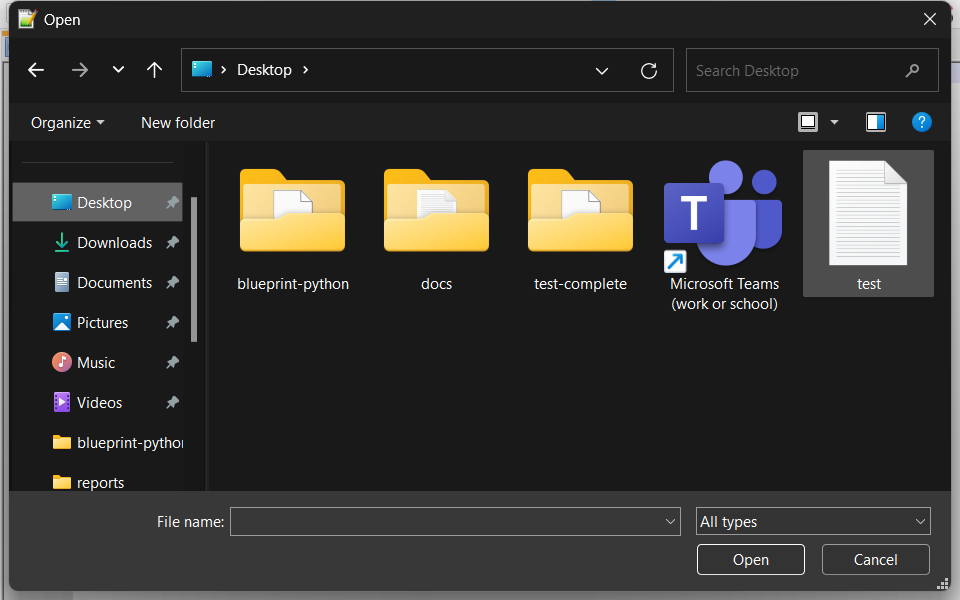 Open
Desktop
Search Desktop
Organize
New folder
?
Desktop
Downloads
Documents
Pictures
Music
Videos
blueprint-python
reports
blueprint-python
docs
test-complete
T
Microsoft Teams
(work or school)
test
File name:
All types
Open
Cancel